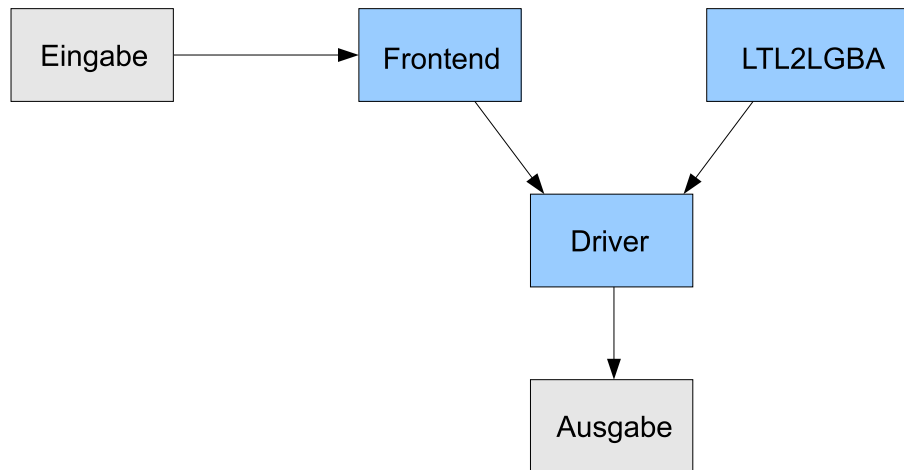 Eingabe
Frontend
LTL2LGBA
Driver
Ausgabe